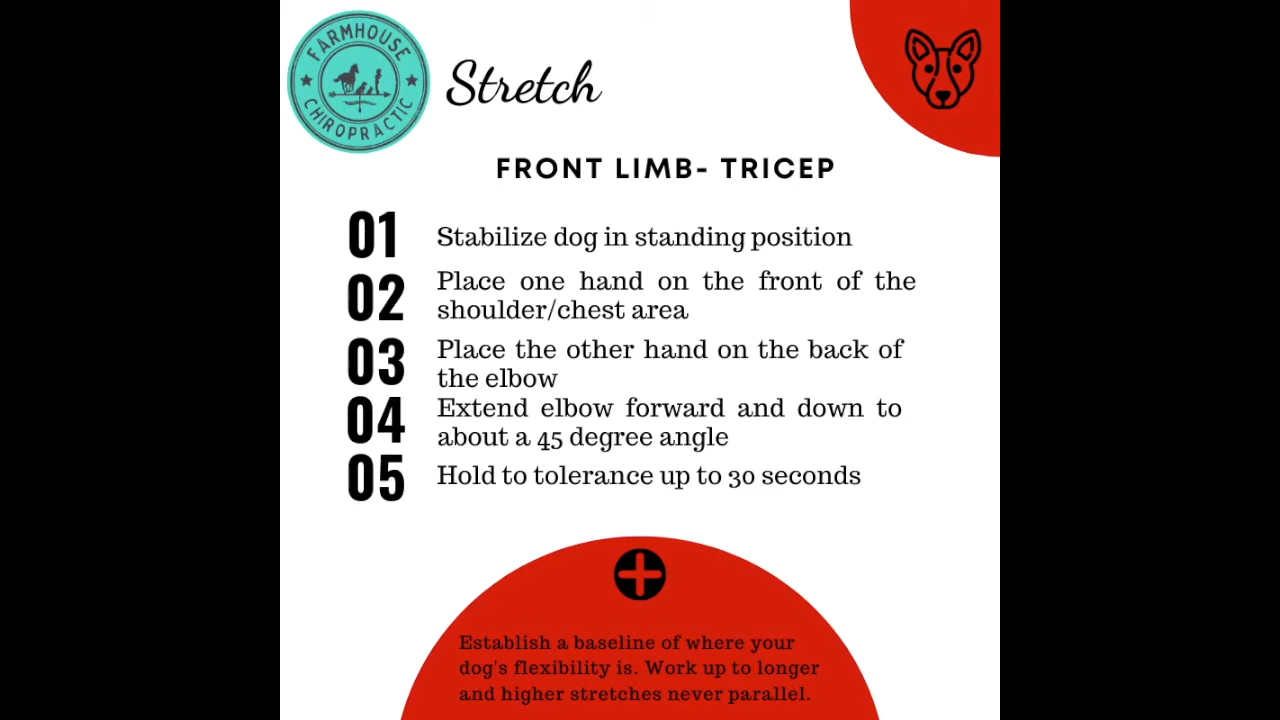 FARMHOUSE
CHIROPRACTIC
Stretch
FRONT LIMB- TRICEP
01 Stabilize dog in standing position
02 Place one hand on the front of the
shoulder/chest area
03 Place the other hand on the back of
the elbow
04 Extend elbow forward and down to
about a 45 degree angle
05 Hold to tolerance up to 30 seconds
Establish a baseline of where your
dog's flexibility is. Work up to longer
and higher stretches never parallel.